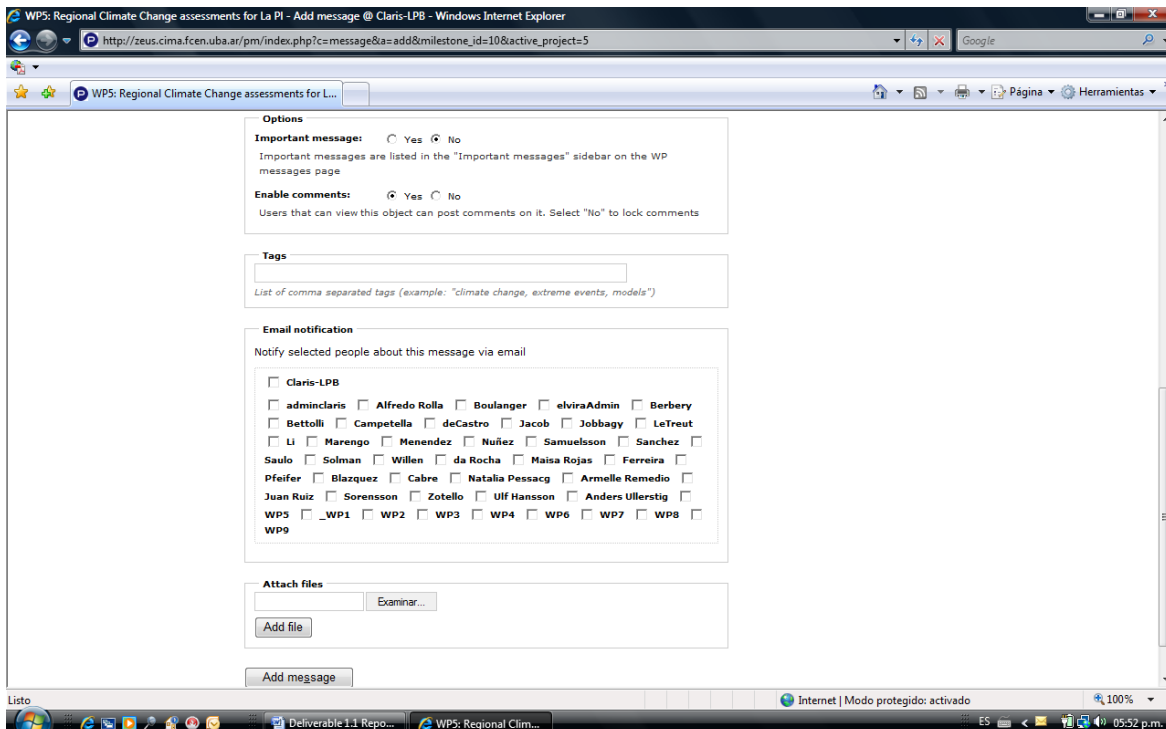 WP5: Regional Climate Change assessments for La Pl - Add message @ Claris-LPB - Windows Internet Explorer
http://zeus.cima.fcen.uba.ar/pm/index.php?c=message&a=add&milestone_id=10&active_project=5
Google
WP5: Regional Climate Change assessments for L...
Página
Herramientas
Options
Important message: Yes No
Important messages are listed in the "Important messages" sidebar on the WP
messages page
Enable comments: Yes No
Users that can view this object can post comments on it. Select "No" to lock comments
Tags
List of comma separated tags (example: "climate change, extreme events, models")
Email notification
Notify selected people about this message via email
Claris-LPB
adminclaris Alfredo Rolla Boulanger elviraAdmin Berbery
Bettolli Campetella deCastro Jacob Jobbagy LeTreut
Li Marengo Menendez Nuñez Samuelsson Sanchez
Saulo Solman Willen da Rocha Maisa Rojas Ferreira
Pfeifer Blazquez Cabre Natalia Pessacg Armelle Remedio
Juan Ruiz Sorensson Zotello Ulf Hansson Anders Ullerstig
WP5 _WP1 WP2 WP3 WP4 WP6 WP7 WP8
WP9
Attach files
Examinar...
Add file
Add message
Listo
Internet | Modo protegido: activado
100%
Deliverable 1.1 Repo...
WP5: Regional Clim...
ES
05:52 p.m.